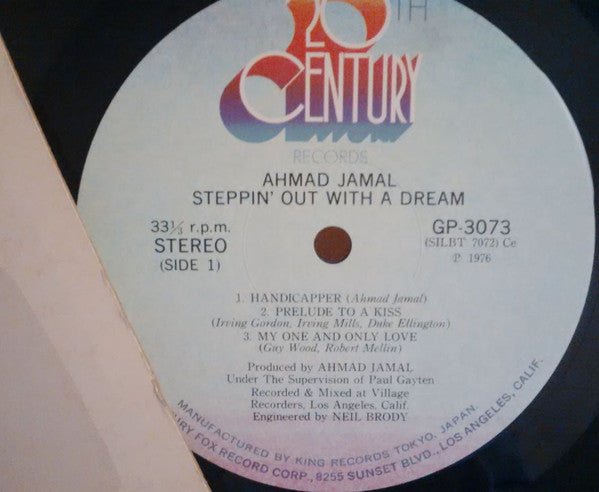 20TH
CENTURY
RECORDS
AHMAD JAMAL
STEPPIN' OUT WITH A DREAM
33⅓ r.p.m.
STEREO
(SIDE 1)
GP-3073
(SILBT 7072) Ce
℗ 1976
1. HANDICAPPER (Ahmad Jamal)
2. PRELUDE TO A KISS
(Irving Gordon, Irving Mills, Duke Ellington)
3. MY ONE AND ONLY LOVE
(Guy Wood, Robert Mellin)
Produced by AHMAD JAMAL
Under The Supervision of Paul Gayten
Recorded & Mixed at Village
Recorders, Los Angeles, Calif.
Engineered by NEIL BRODY
MANUFACTURED BY KING RECORDS TOKYO, JAPAN.
FOX RECORD CORP., 8255 SUNSET BLVD., LOS ANGELES, CALIF.